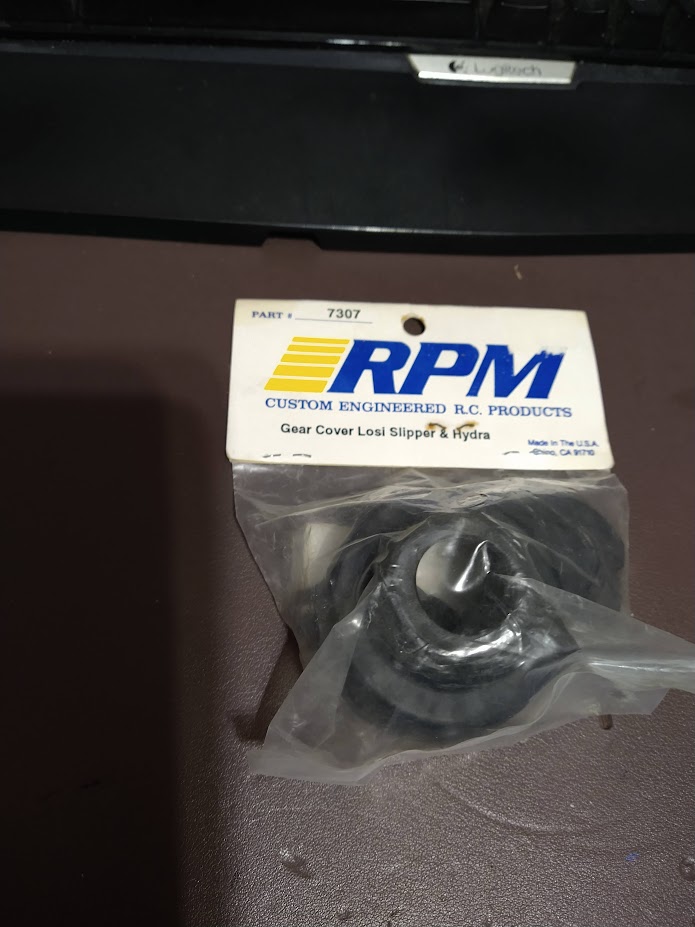 Logitech
PART # 7307
RPM
CUSTOM ENGINEERED R.C. PRODUCTS
Gear Cover Losi Slipper & Hydra
Made In The U.S.A.
Chino, CA 91710